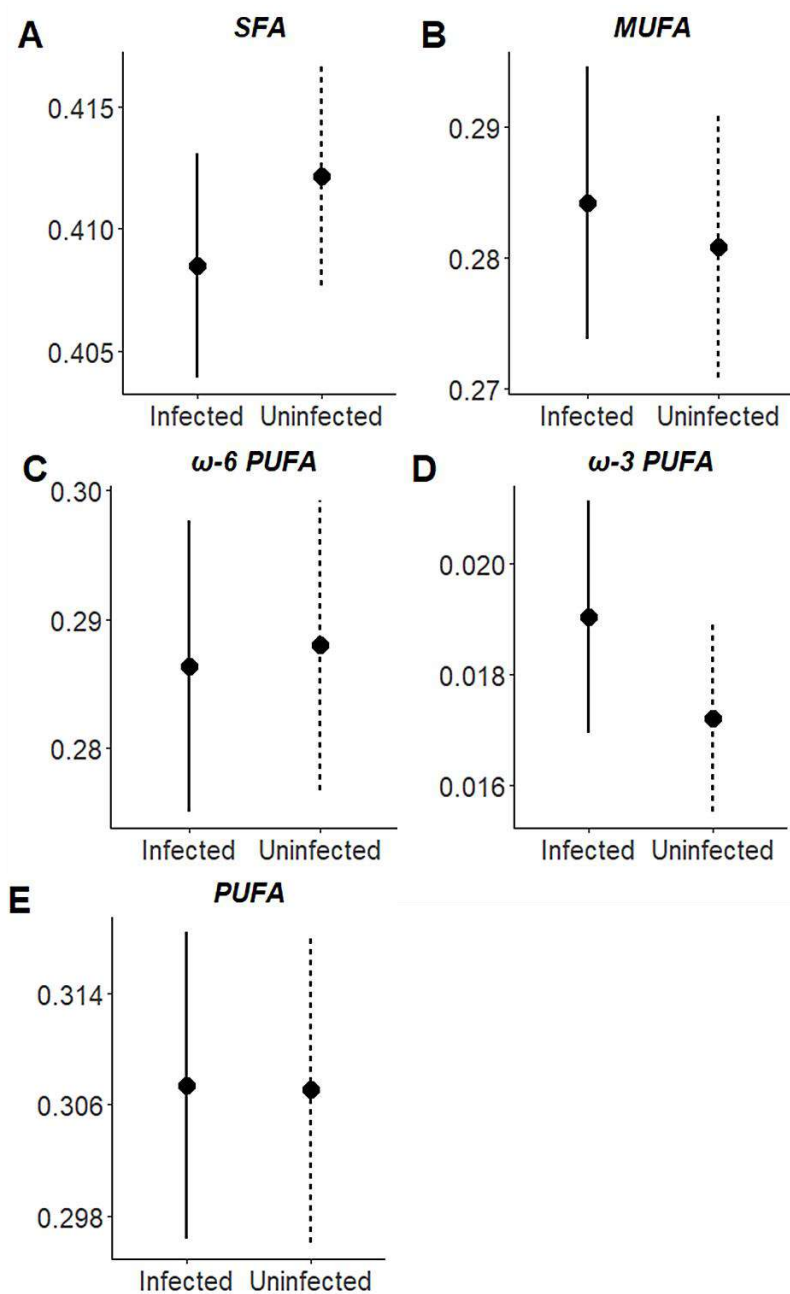 A SFA
0.415
0.410
0.405
Infected Uninfected
B MUFA
0.29
0.28
0.27
Infected Uninfected
C ω-6 PUFA
0.30
0.29
0.28
Infected Uninfected
D ω-3 PUFA
0.020
0.018
0.016
Infected Uninfected
E PUFA
0.314
0.306
0.298
Infected Uninfected